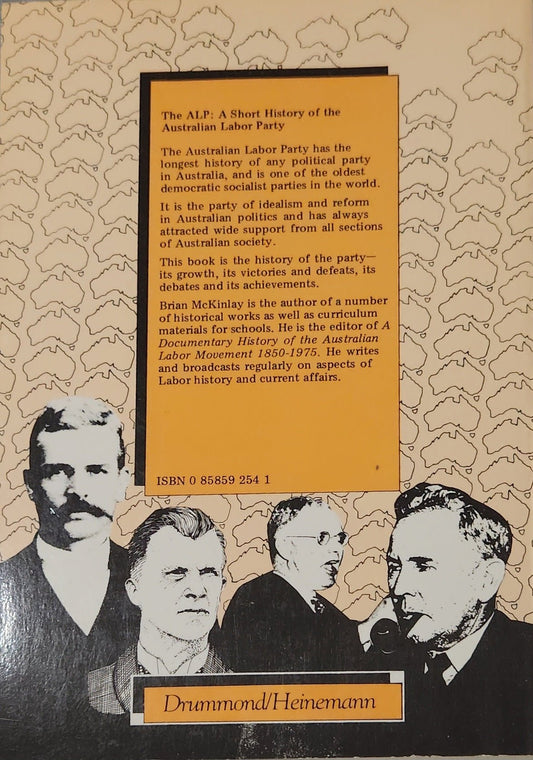 The ALP: A Short History of the
Australian Labor Party
The Australian Labor Party has the
longest history of any political party
in Australia, and is one of the oldest
democratic socialist parties in the world.
It is the party of idealism and reform
in Australian politics and has always
attracted wide support from all sections
of Australian society.
This book is the history of the party—
its growth, its victories and defeats, its
debates and its achievements.
Brian McKinlay is the author of a number
of historical works as well as curriculum
materials for schools. He is the editor of A
Documentary History of the Australian
Labor Movement 1850-1975. He writes
and broadcasts regularly on aspects of
Labor history and current affairs.
ISBN 0 85859 254 1
Drummond/Heinemann